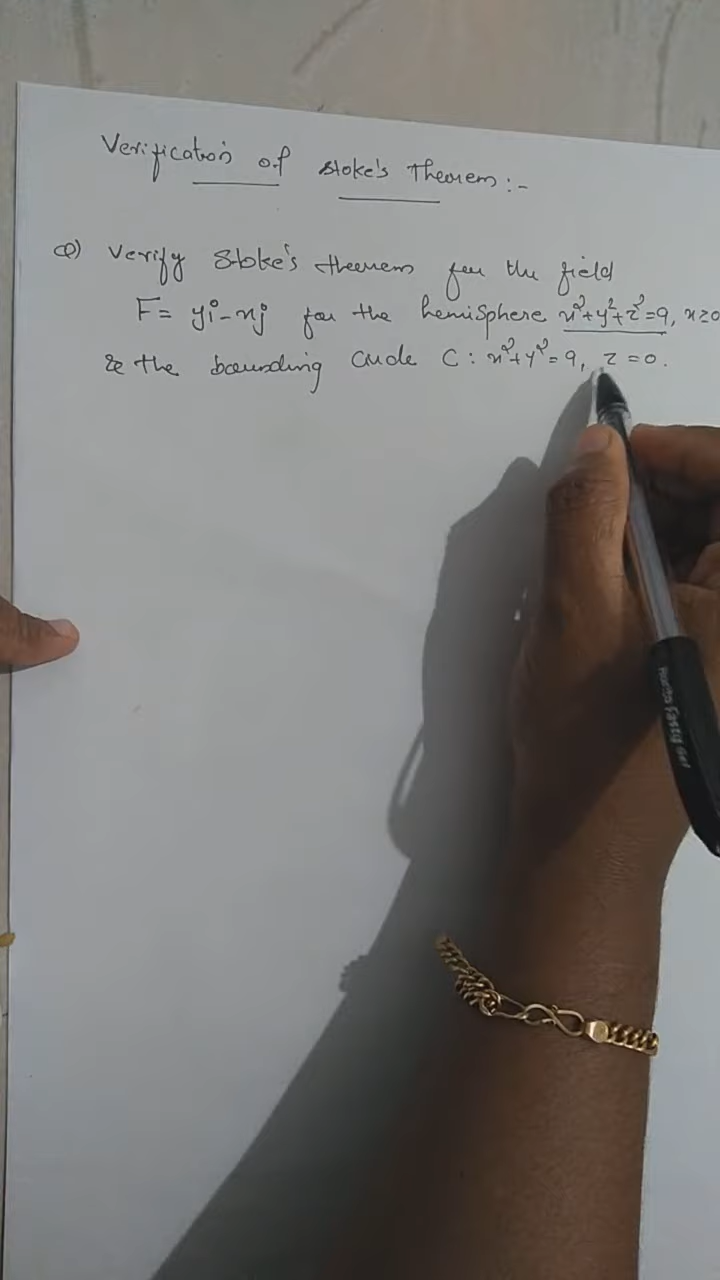 Verification of Stoke's Theorem :-
Q) Verify Stoke's theorem for the field
F = yi - xj for the hemisphere x²+y²+z²=9, x≥0
& the bounding circle C : x²+y²=9, z=0.